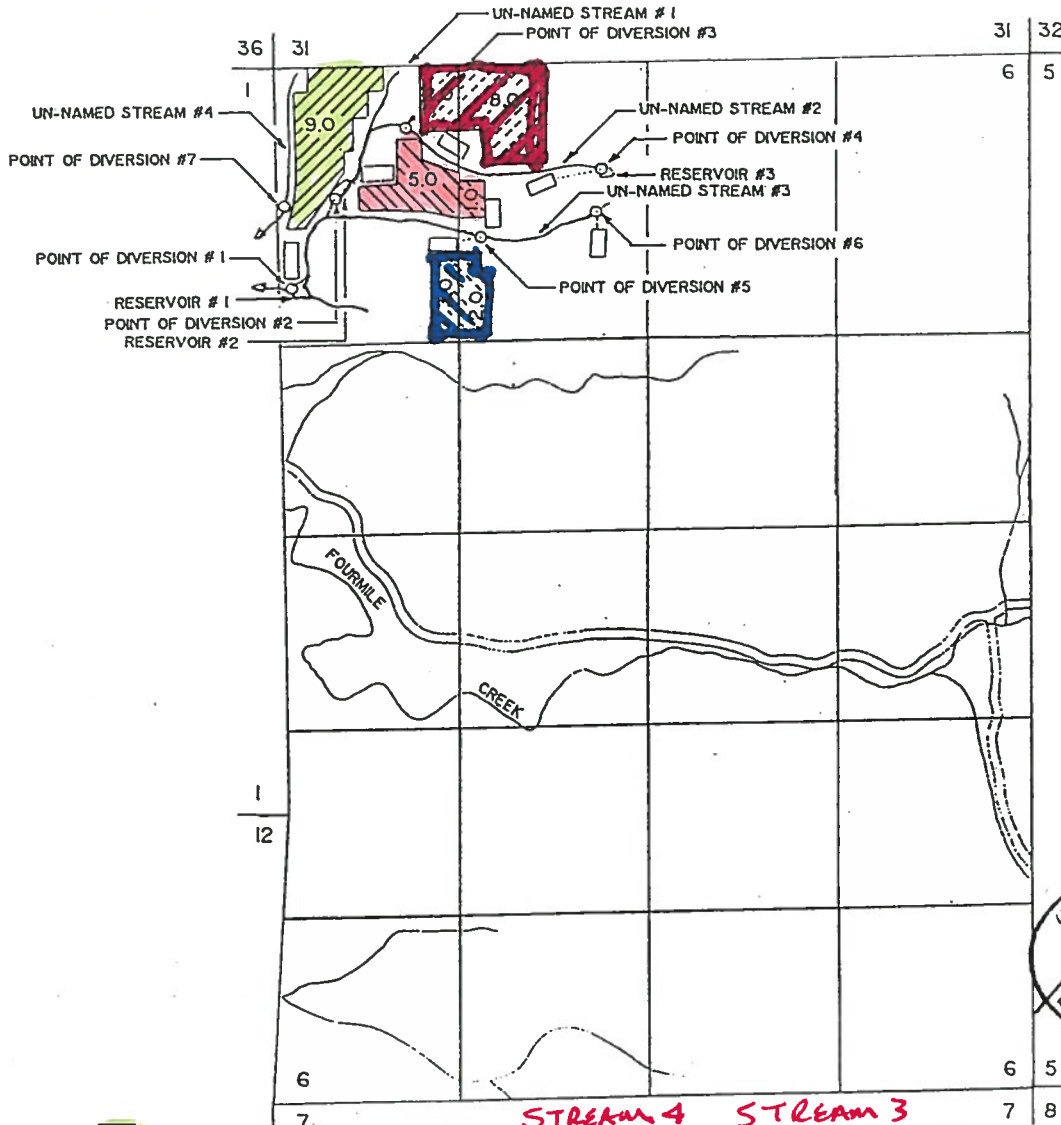 UN-NAMED STREAM # 1
POINT OF DIVERSION #3
36 31
31 32
1
6 5
UN-NAMED STREAM #4
9.0
8.0
UN-NAMED STREAM #2
POINT OF DIVERSION #4
POINT OF DIVERSION #7
5.0
1.0
RESERVOIR #3
UN-NAMED STREAM #3
POINT OF DIVERSION #6
POINT OF DIVERSION # 1
POINT OF DIVERSION #5
RESERVOIR # 1
2.0
POINT OF DIVERSION #2
RESERVOIR #2
FOURMILE
CREEK
1
12
6
6 5
7
7 8
STREAM 4 STREAM 3